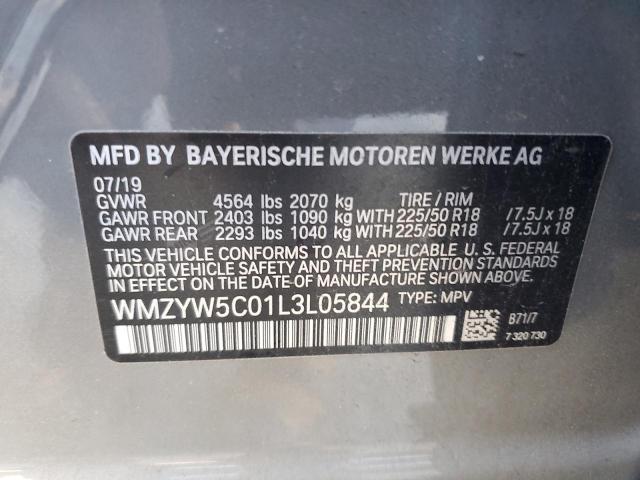 MFD BY BAYERISCHE MOTOREN WERKE AG
07/19
GVWR 4564 lbs 2070 kg TIRE / RIM
GAWR FRONT 2403 lbs 1090 kg WITH 225/50 R18 /7.5J x 18
GAWR REAR 2293 lbs 1040 kg WITH 225/50 R18 /7.5J x 18
THIS VEHICLE CONFORMS TO ALL APPLICABLE U. S. FEDERAL
MOTOR VEHICLE SAFETY AND THEFT PREVENTION STANDARDS
IN EFFECT ON THE DATE OF MANUFACTURE SHOWN ABOVE.
WMZYW5C01L3L05844 TYPE: MPV
B71/7
7 320 730